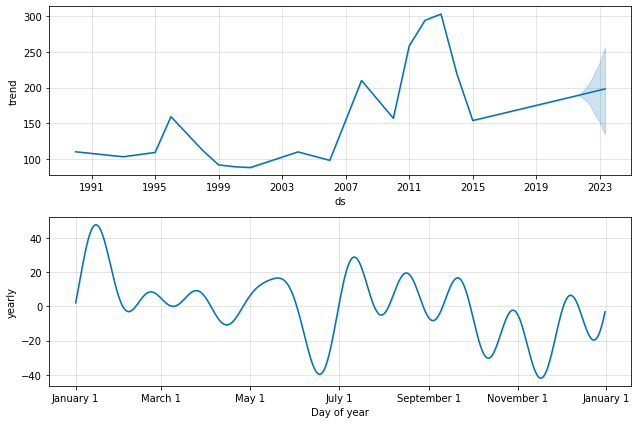 300
250
200
150
100
trend
1991 1995 1999 2003 2007 2011 2015 2019 2023
ds
40
20
0
−20
−40
yearly
January 1 March 1 May 1 July 1 September 1 November 1 January 1
Day of year